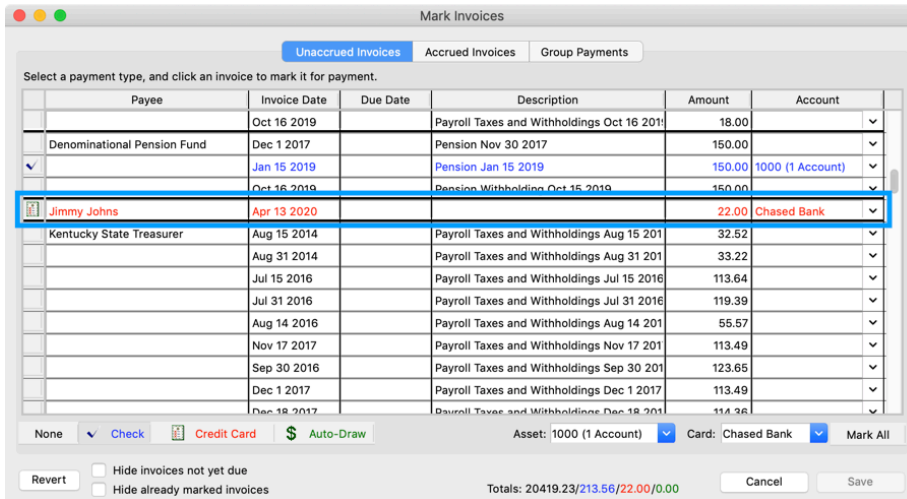 Mark Invoices
Unaccrued Invoices Accrued Invoices Group Payments
Select a payment type, and click an invoice to mark it for payment.
Payee Invoice Date Due Date Description Amount Account
Oct 16 2019 Payroll Taxes and Withholdings Oct 16 201 18.00
Denominational Pension Fund Dec 1 2017 Pension Nov 30 2017 150.00
Jan 15 2019 Pension Jan 15 2019 150.00 1000 (1 Account)
Oct 16 2019 Pension Withholding Oct 15 2019 150.00
Jimmy Johns Apr 13 2020 22.00 Chased Bank
Kentucky State Treasurer Aug 15 2014 Payroll Taxes and Withholdings Aug 15 201 32.52
Aug 31 2014 Payroll Taxes and Withholdings Aug 31 201 33.22
Jul 15 2016 Payroll Taxes and Withholdings Jul 15 2016 113.64
Jul 31 2016 Payroll Taxes and Withholdings Jul 31 2016 119.39
Aug 14 2016 Payroll Taxes and Withholdings Aug 14 201 55.57
Nov 17 2017 Payroll Taxes and Withholdings Nov 17 201 113.49
Sep 30 2016 Payroll Taxes and Withholdings Sep 30 201 123.65
Dec 1 2017 Payroll Taxes and Withholdings Dec 1 2017 113.49
Dec 18 2017 Payroll Taxes and Withholdings Dec 18 201 114.36
None Check Credit Card $ Auto-Draw Asset: 1000 (1 Account) Card: Chased Bank Mark All
Revert Hide invoices not yet due
Hide already marked invoices Totals: 20419.23/213.56/22.00/0.00 Cancel Save